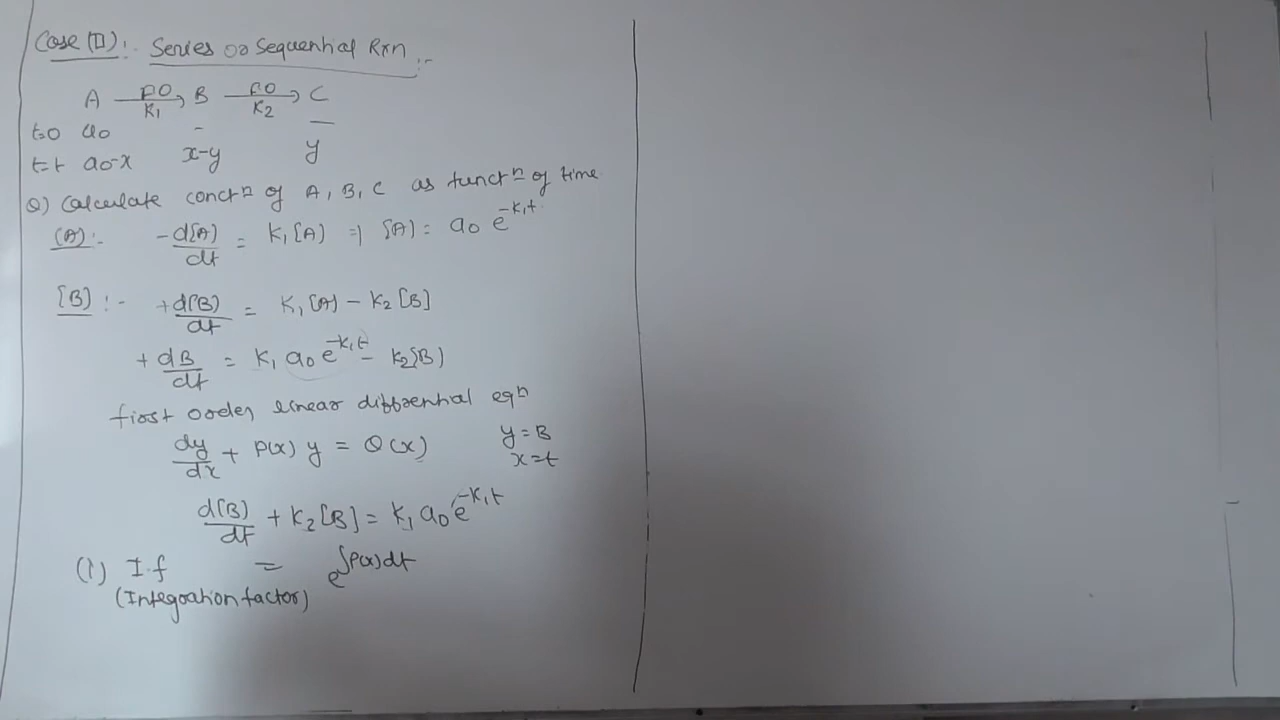 Case (II):- Series or Sequential Rxn :-
A —FO/K₁→ B —FO/K₂→ C
t=0 a₀ - —
t=t a₀-x x-y y
Q) Calculate conctⁿ of A, B, C as functⁿ of time
[A]:- -d[A]/dt = K₁[A] ⇒ [A] = a₀ e^{-K₁t}
[B]:- +d[B]/dt = K₁[A] - K₂[B]
+dB/dt = K₁ a₀ e^{-K₁t} - K₂[B]
first order, linear diffrential eqⁿ
dy/dx + P(x) y = Q(x) y=B
x=t
d[B]/dt + K₂[B] = K₁ a₀ e^{-K₁t}
(1) I.f = e^{∫P(x)dt}
(Integration factor)